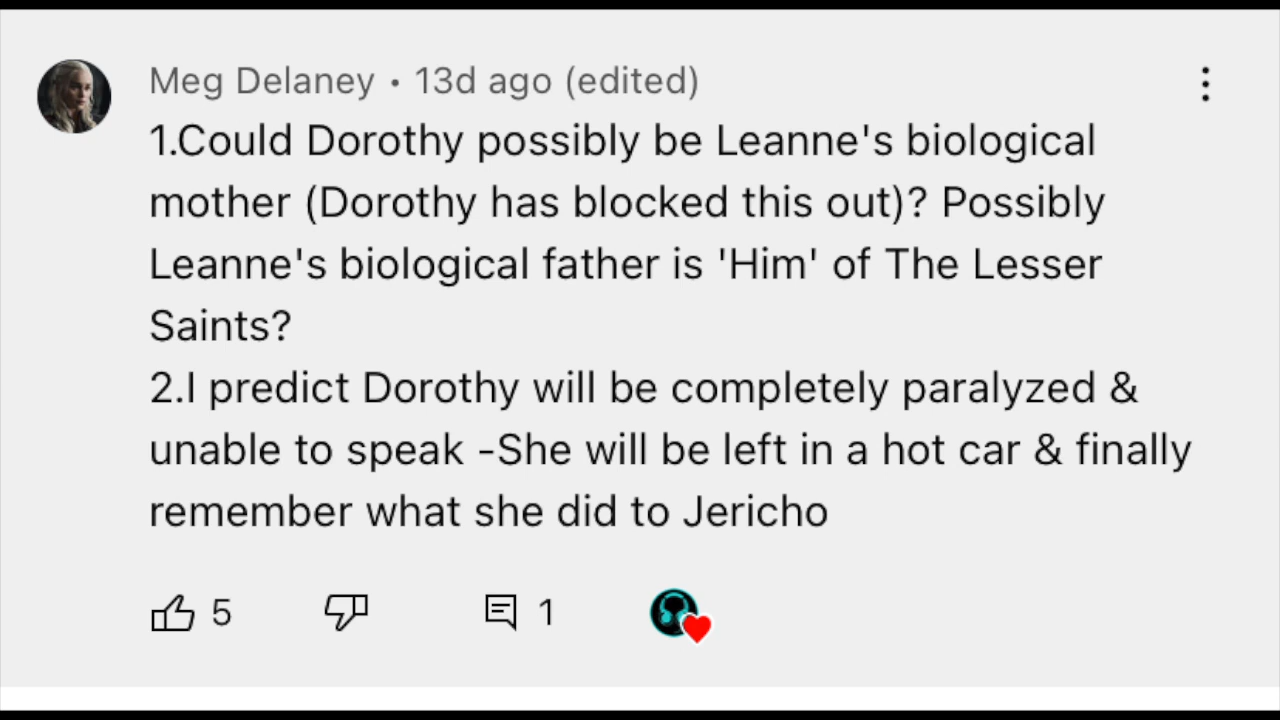 Meg Delaney • 13d ago (edited)
1.Could Dorothy possibly be Leanne's biological
mother (Dorothy has blocked this out)? Possibly
Leanne's biological father is 'Him' of The Lesser
Saints?
2.I predict Dorothy will be completely paralyzed &
unable to speak -She will be left in a hot car & finally
remember what she did to Jericho
5 1